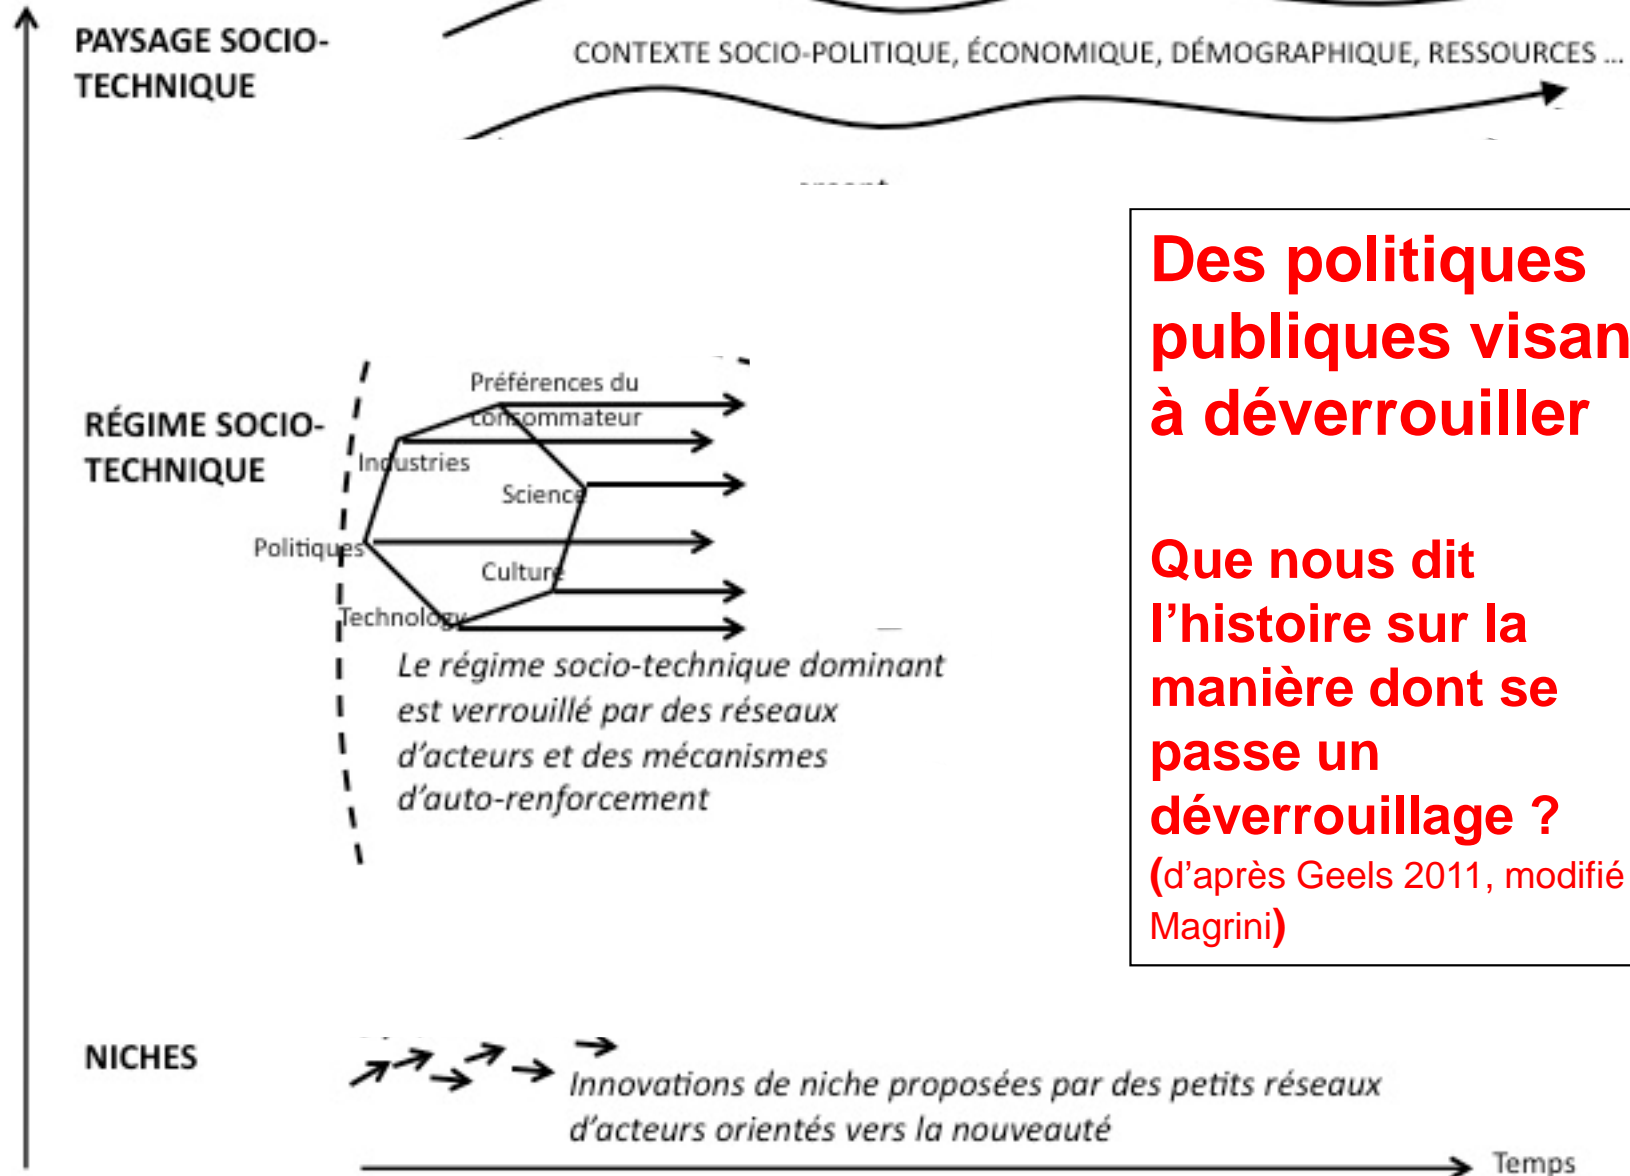 PAYSAGE SOCIO-
TECHNIQUE
CONTEXTE SOCIO-POLITIQUE, ÉCONOMIQUE, DÉMOGRAPHIQUE, RESSOURCES ...
Des politiques
publiques visan
à déverrouiller
Que nous dit
l’histoire sur la
manière dont se
passe un
déverrouillage ?
(d’après Geels 2011, modifié
Magrini)
RÉGIME SOCIO-
TECHNIQUE
Préférences du
consommateur
Industries
Science
Politiques
Culture
Technology
Le régime socio-technique dominant
est verrouillé par des réseaux
d’acteurs et des mécanismes
d’auto-renforcement
NICHES
Innovations de niche proposées par des petits réseaux
d’acteurs orientés vers la nouveauté
Temps